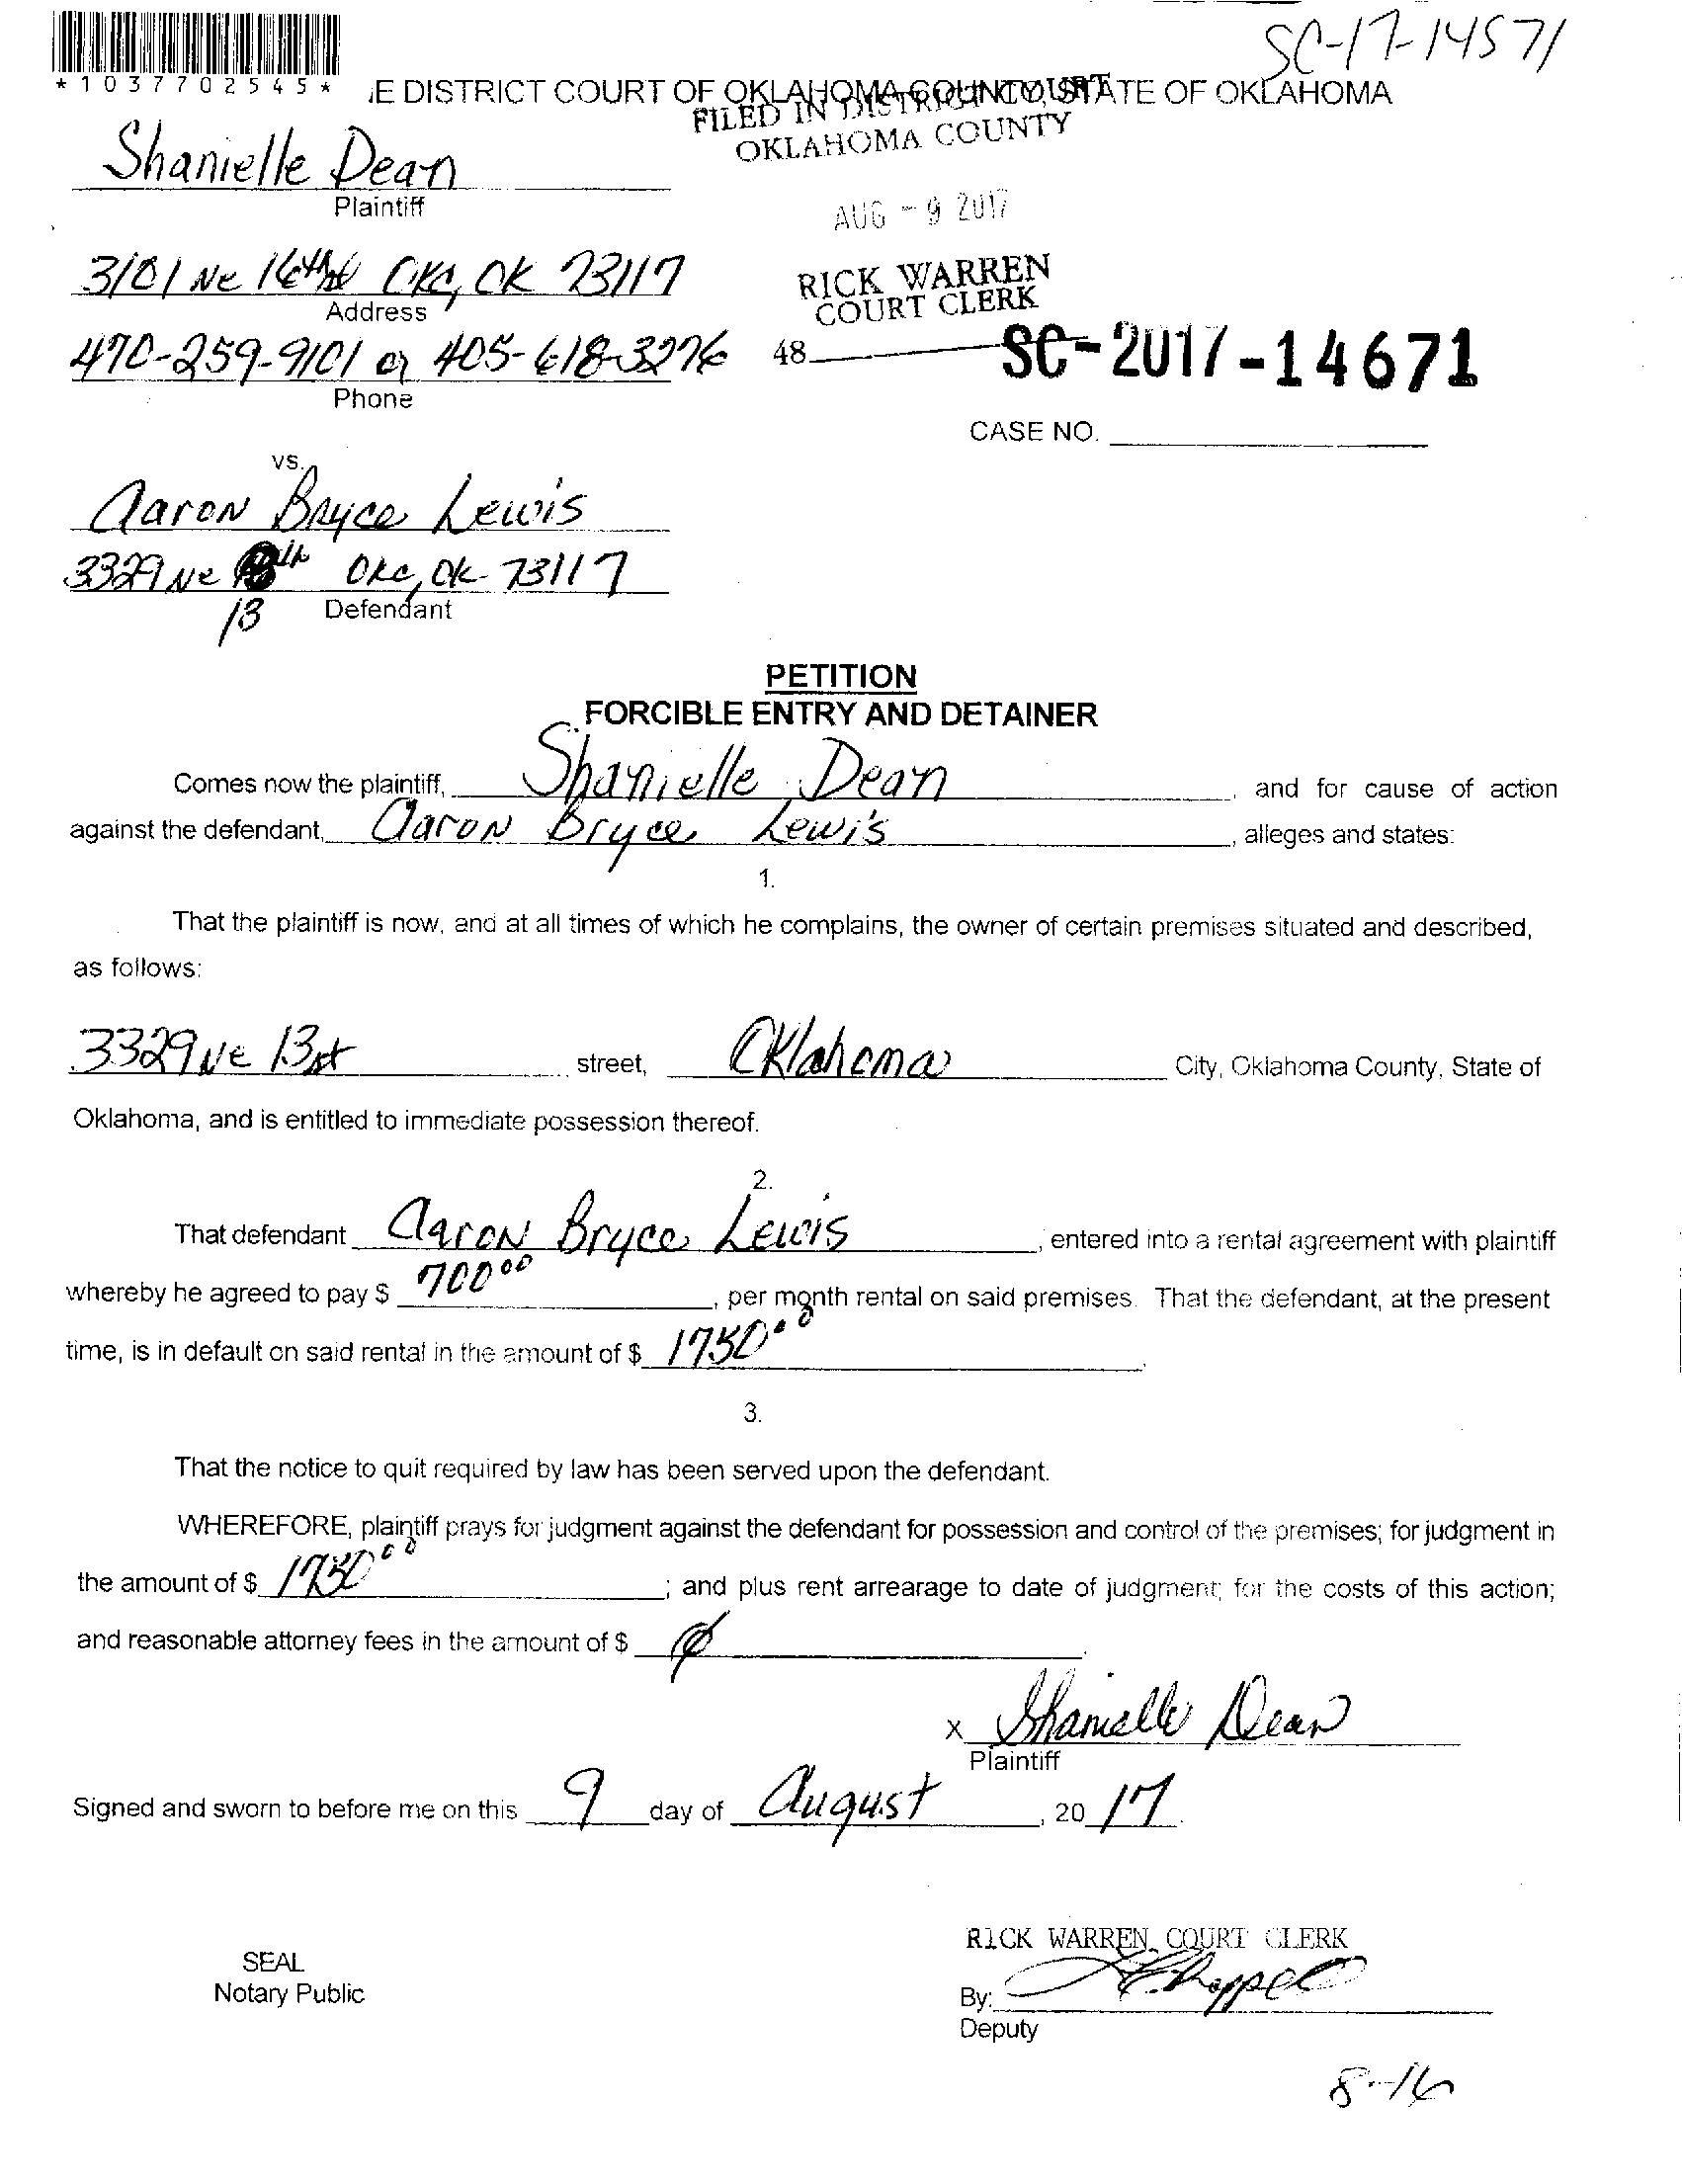 SC-17-14571
*1037702545*
E DISTRICT COURT OF OKLAHOMA COUNTY, STATE OF OKLAHOMA
FILED IN DISTRICT COURT
OKLAHOMA COUNTY
Shanielle Dean
Plaintiff
AUG - 9 2017
3101 NE 16th OKC, OK 73117
Address
RICK WARREN
COURT CLERK
470-259-9101 or 405-618-3276
Phone
48
SC-2017-14671
CASE NO.
vs.
Aaron Bryce Lewis
3329 NE th OKC, OK 73117
13
Defendant
PETITION
FORCIBLE ENTRY AND DETAINER
Comes now the plaintiff, Shanielle Dean, and for cause of action
against the defendant, Aaron Bryce Lewis, alleges and states:
1.
That the plaintiff is now, and at all times of which he complains, the owner of certain premises situated and described,
as follows:
3329 NE 13st street, Oklahoma City, Oklahoma County, State of
Oklahoma, and is entitled to immediate possession thereof.
2.
That defendant Aaron Bryce Lewis, entered into a rental agreement with plaintiff
whereby he agreed to pay $ 700.00, per month rental on said premises. That the defendant, at the present
time, is in default on said rental in the amount of $ 1750.00.
3.
That the notice to quit required by law has been served upon the defendant.
WHEREFORE, plaintiff prays for judgment against the defendant for possession and control of the premises; for judgment in
the amount of $ 1750.00; and plus rent arrearage to date of judgment; for the costs of this action;
and reasonable attorney fees in the amount of $ ∅.
X Shanielle Dean
Plaintiff
Signed and sworn to before me on this 9 day of August, 20 17.
RICK WARREN, COURT CLERK
SEAL
Notary Public
By:
Deputy
8-16